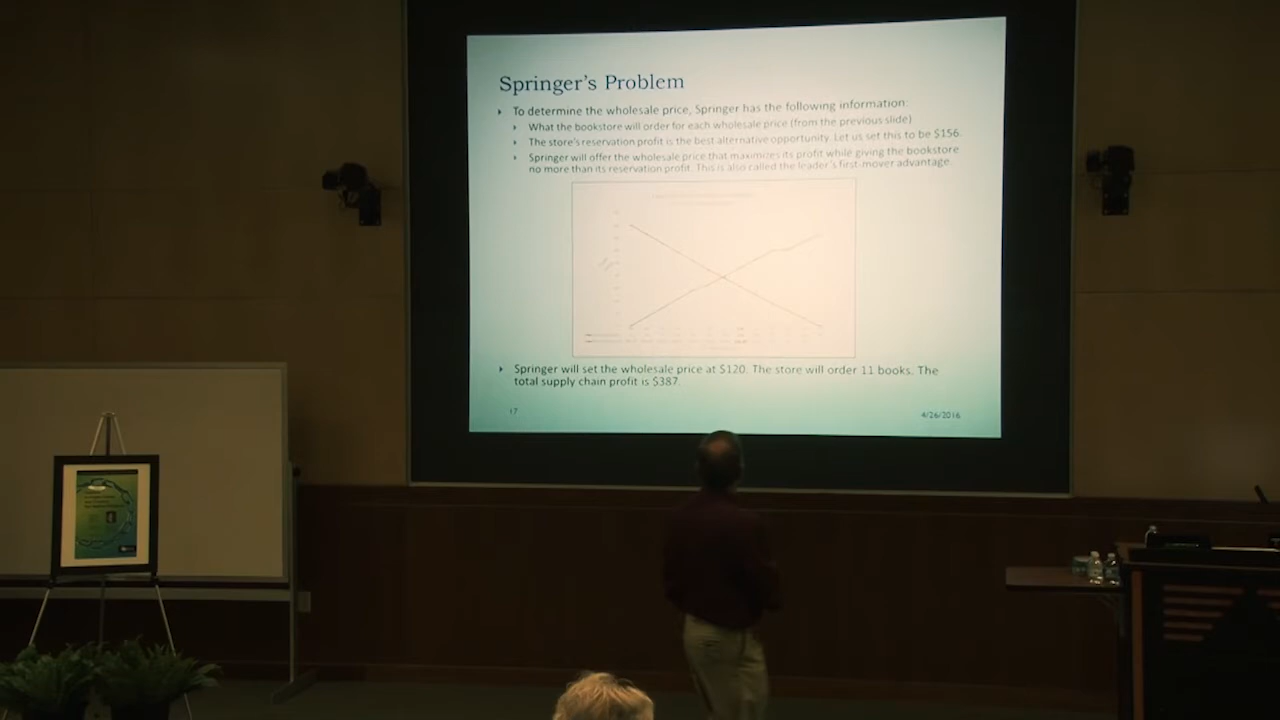 Springer's Problem
To determine the wholesale price, Springer has the following information:
What the bookstore will order for each wholesale price (from the previous slide)
The store's reservation profit is the best alternative opportunity. Let us set this to be $156.
Springer will offer the wholesale price that maximizes its profit while giving the bookstore
no more than its reservation profit. This is also called the leader's first-mover advantage.
Springer will set the wholesale price at $120. The store will order 11 books. The
total supply chain profit is $387.
17
4/26/2016